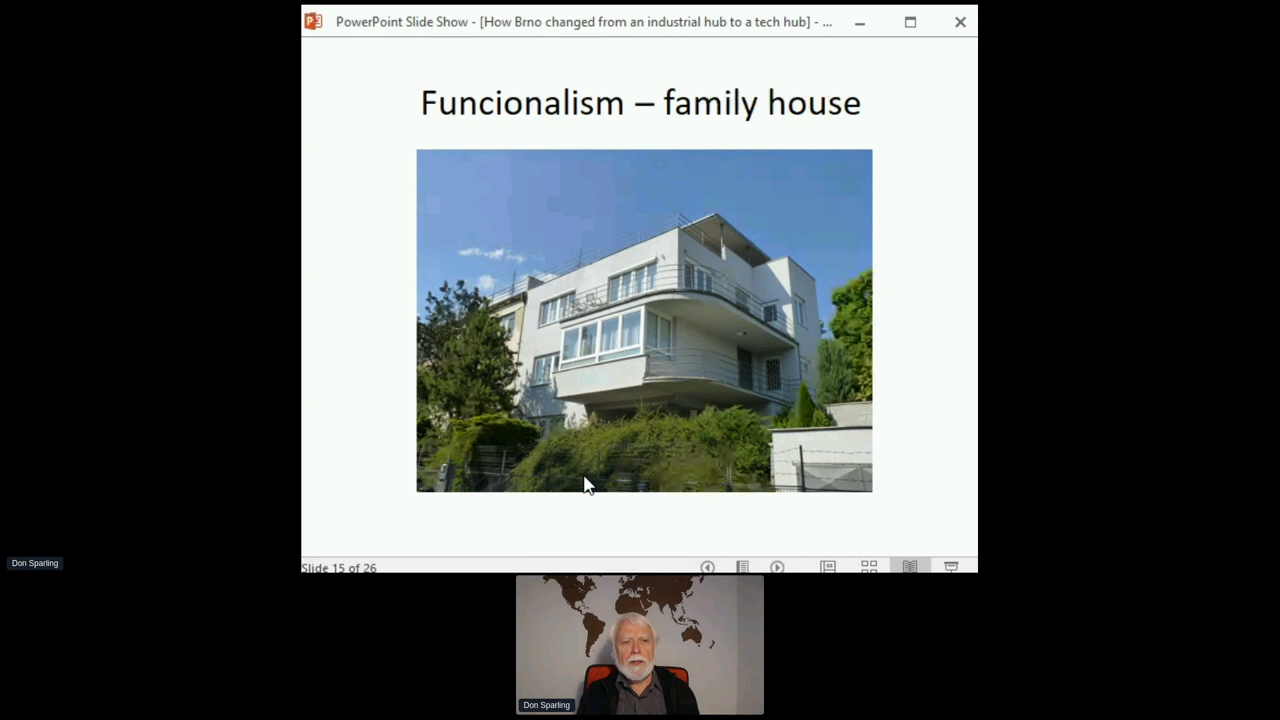 PowerPoint Slide Show - [How Brno changed from an industrial hub to a tech hub] - ...
Funcionalism – family house
Slide 15 of 26
Don Sparling
Don Sparling